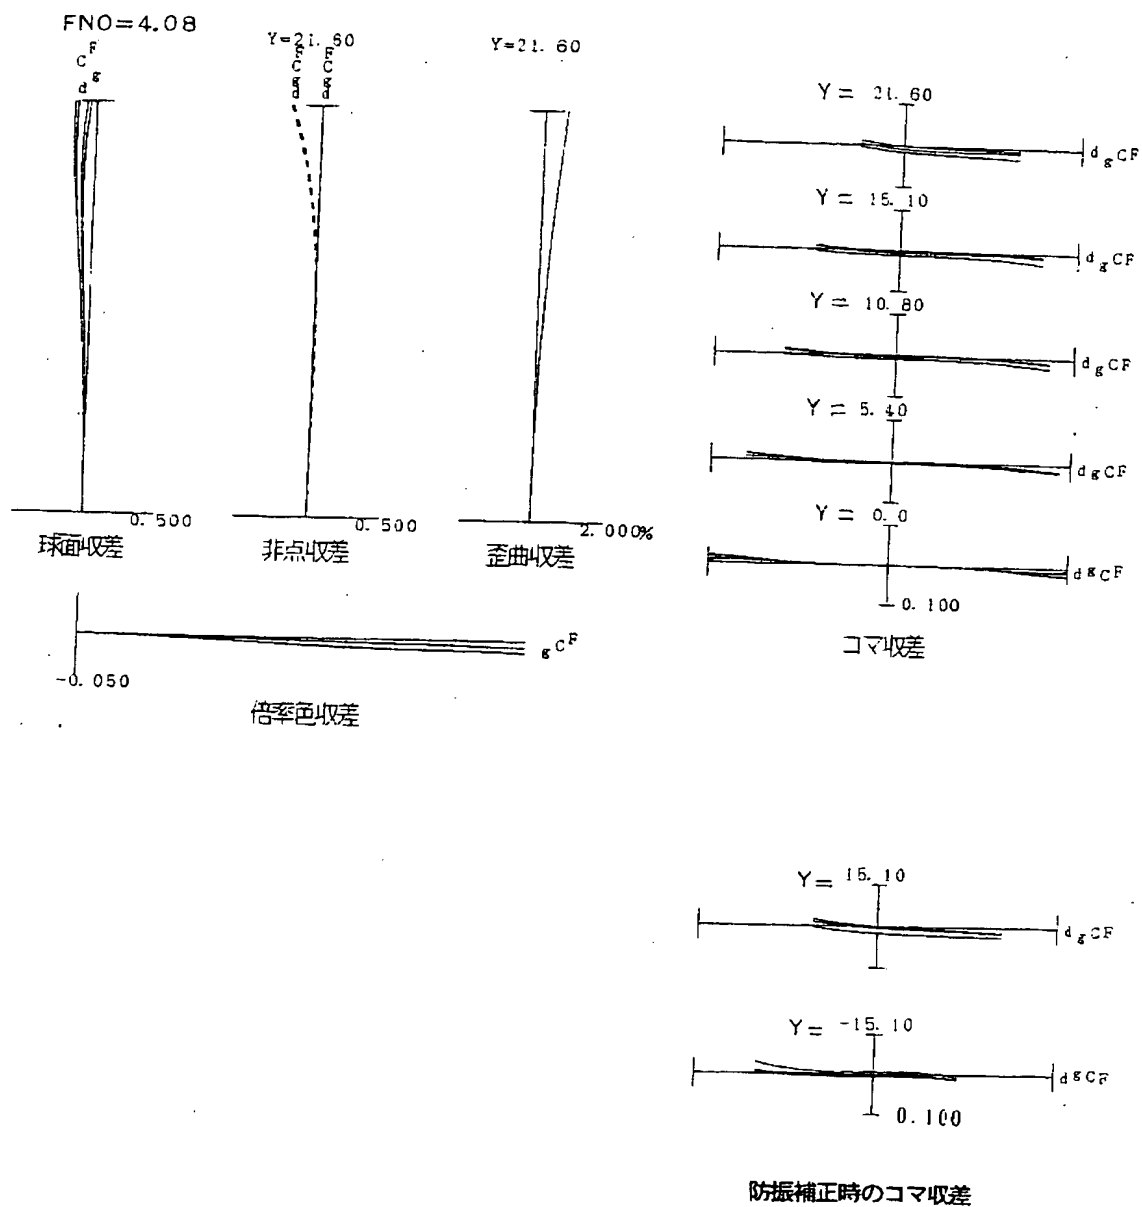 FNO=4.08
F
C
g
d
Y=21.60
F
C
g
d
F
C
g
d
Y=21.60
0.500
球面収差
0.500
非点収差
2.000%
歪曲収差
-0.050
g C F
倍率色収差
Y= 21.60
d g C F
Y= 15.10
d g C F
Y= 10.80
d g C F
Y= 5.40
d g C F
Y= 0.0
d g C F
0.100
コマ収差
Y= 15.10
d g C F
Y= -15.10
d g C F
0.100
防振補正時のコマ収差